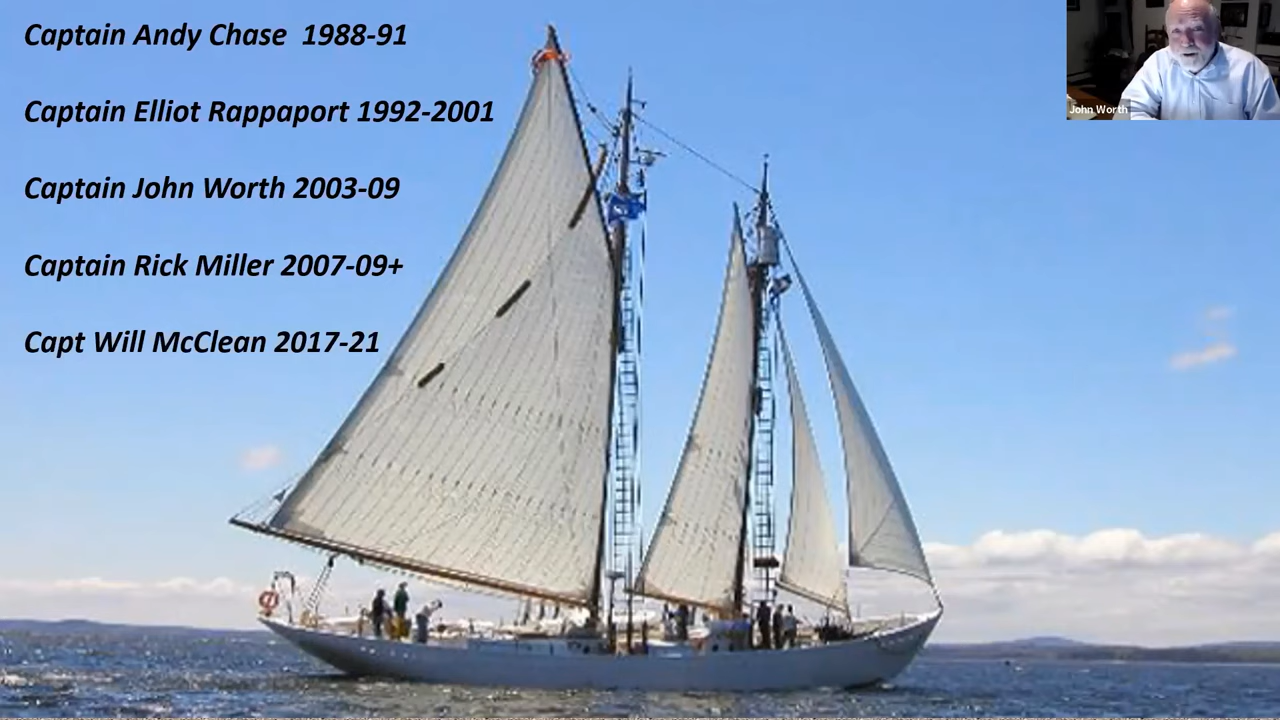 Captain Andy Chase 1988-91
Captain Elliot Rappaport 1992-2001
Captain John Worth 2003-09
Captain Rick Miller 2007-09+
Capt Will McClean 2017-21
John Worth